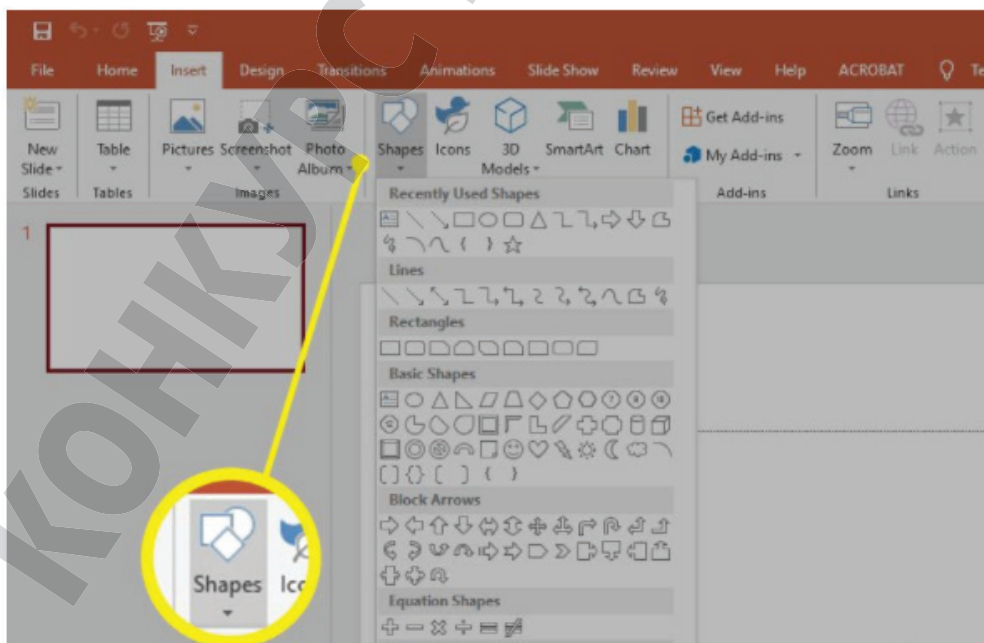 File Home Insert Design Transitions Animations Slide Show Review View Help ACROBAT
New Slide Table Pictures Screenshot Photo Album Shapes Icons 3D Models SmartArt Chart Get Add-ins My Add-ins Zoom Link Action
Slides Tables Images Add-ins Links
Recently Used Shapes
1
Lines
Rectangles
Basic Shapes
Block Arrows
Equation Shapes
Shapes
КОНКУРС